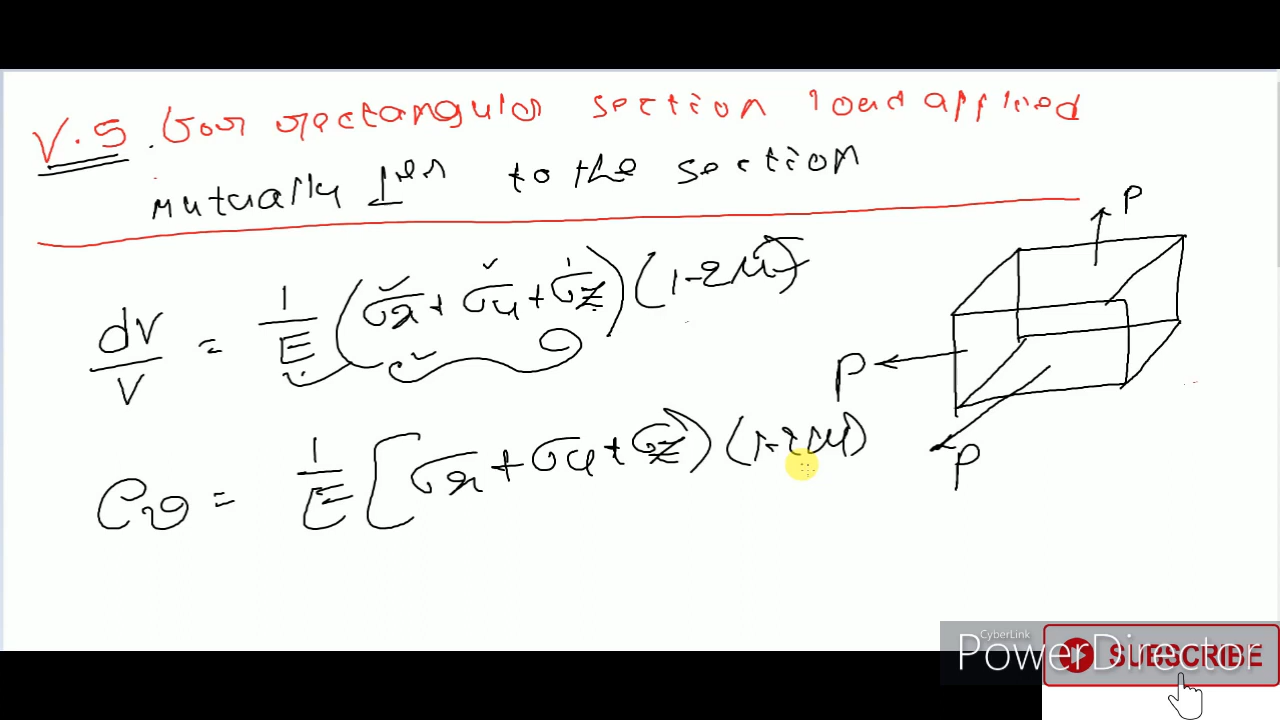 V.S. for rectangular section load applied
mutually ⊥er to the section
P
dV/V = 1/E (σx + σy + σz) (1-2μ)
P
P
ev = 1/E [σx + σy + σz) (1-2μ)
CyberLink
PowerDirector
SUBSCRIBE